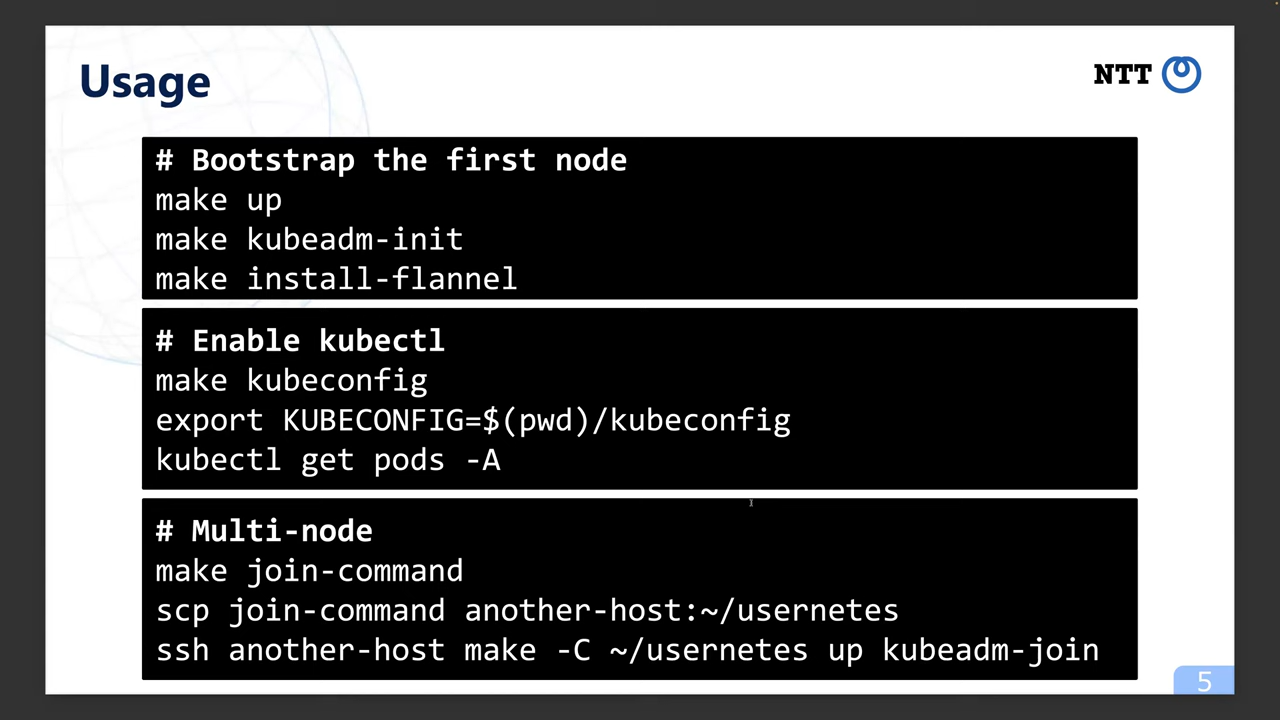 Usage
NTT
# Bootstrap the first node
make up
make kubeadm-init
make install-flannel
# Enable kubectl
make kubeconfig
export KUBECONFIG=$(pwd)/kubeconfig
kubectl get pods -A
# Multi-node
make join-command
scp join-command another-host:~/usernetes
ssh another-host make -C ~/usernetes up kubeadm-join
5